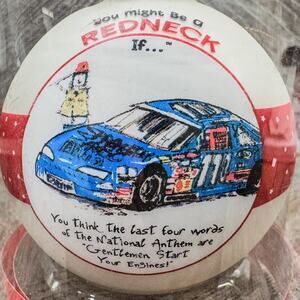 You might Be a
REDNECK
If...™
You think the last four words
of the National Anthem are
"Gentlemen Start
Your Engines!"